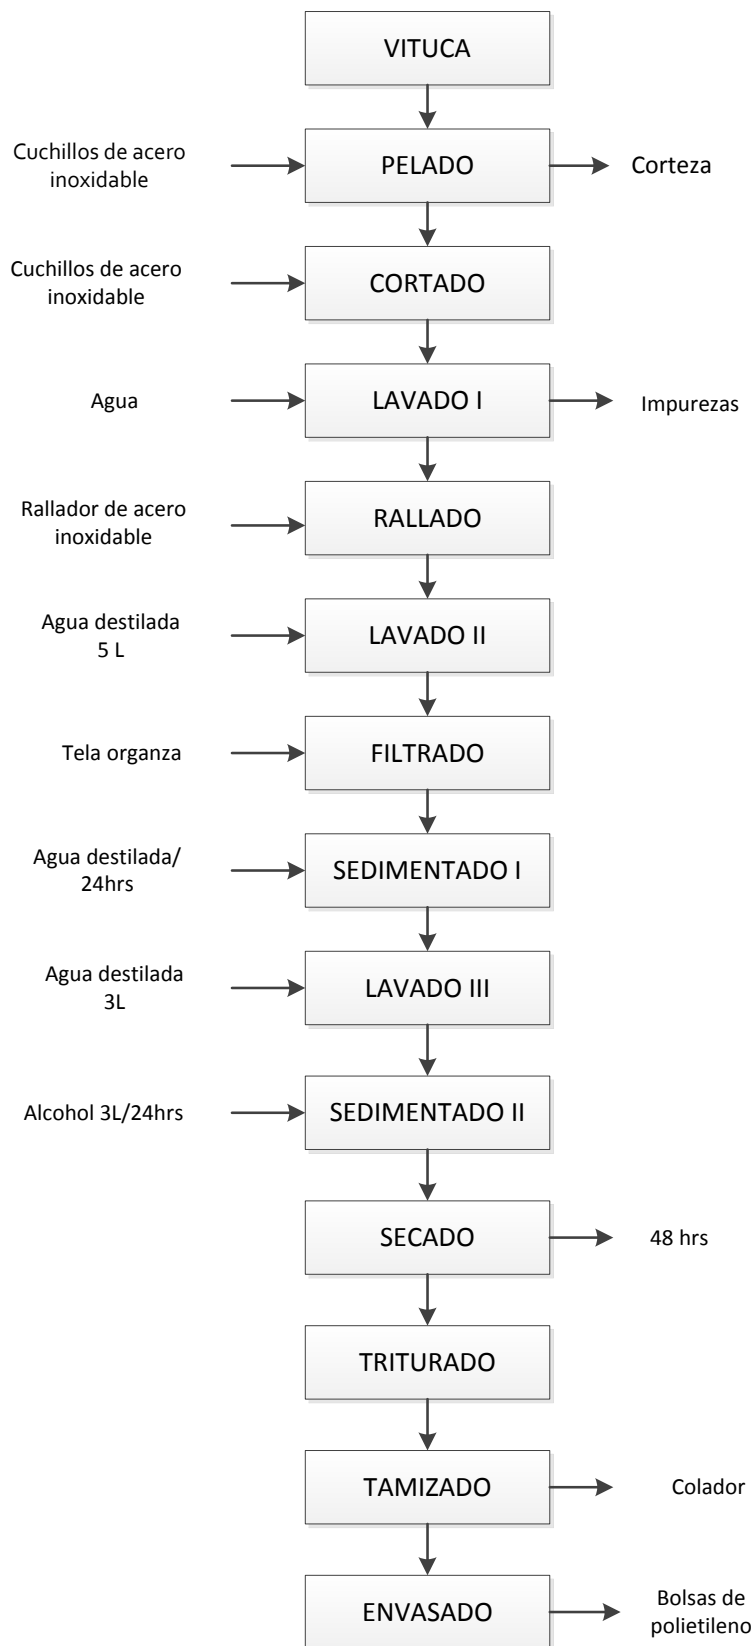 VITUCA
Cuchillos de acero
inoxidable
PELADO
Corteza
Cuchillos de acero
inoxidable
CORTADO
Agua
LAVADO I
Impurezas
Rallador de acero
inoxidable
RALLADO
Agua destilada
5 L
LAVADO II
Tela organza
FILTRADO
Agua destilada/
24hrs
SEDIMENTADO I
Agua destilada
3L
LAVADO III
Alcohol 3L/24hrs
SEDIMENTADO II
SECADO
48 hrs
TRITURADO
TAMIZADO
Colador
ENVASADO
Bolsas de
polietileno